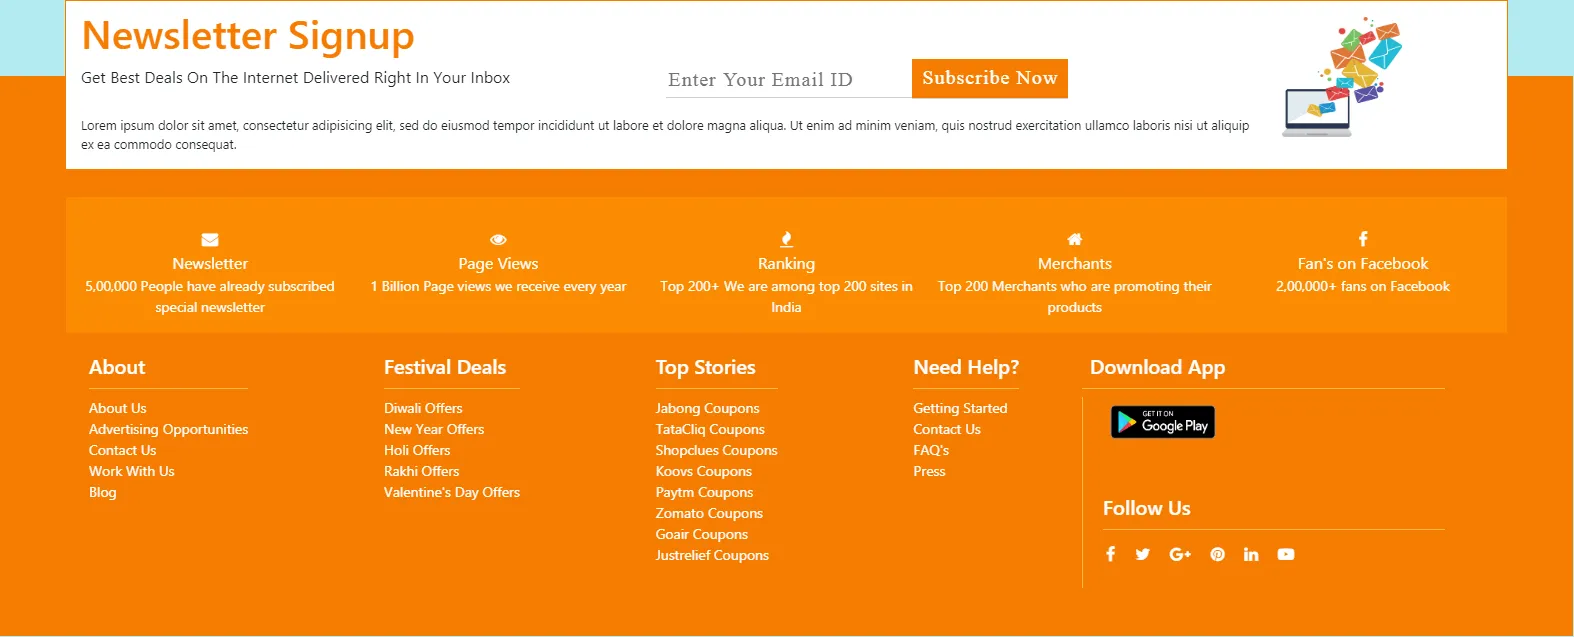 Newsletter Signup
Get Best Deals On The Internet Delivered Right In Your Inbox
Enter Your Email ID
Subscribe Now
Lorem ipsum dolor sit amet, consectetur adipisicing elit, sed do eiusmod tempor incididunt ut labore et dolore magna aliqua. Ut enim ad minim veniam, quis nostrud exercitation ullamco laboris nisi ut aliquip
ex ea commodo consequat.
Newsletter
5,00,000 People have already subscribed
special newsletter
Page Views
1 Billion Page views we receive every year
Ranking
Top 200+ We are among top 200 sites in
India
Merchants
Top 200 Merchants who are promoting their
products
Fan's on Facebook
2,00,000+ fans on Facebook
About
About Us
Advertising Opportunities
Contact Us
Work With Us
Blog
Festival Deals
Diwali Offers
New Year Offers
Holi Offers
Rakhi Offers
Valentine's Day Offers
Top Stories
Jabong Coupons
TataCliq Coupons
Shopclues Coupons
Koovs Coupons
Paytm Coupons
Zomato Coupons
Goair Coupons
Justrelief Coupons
Need Help?
Getting Started
Contact Us
FAQ's
Press
Download App
GET IT ON
Google Play
Follow Us